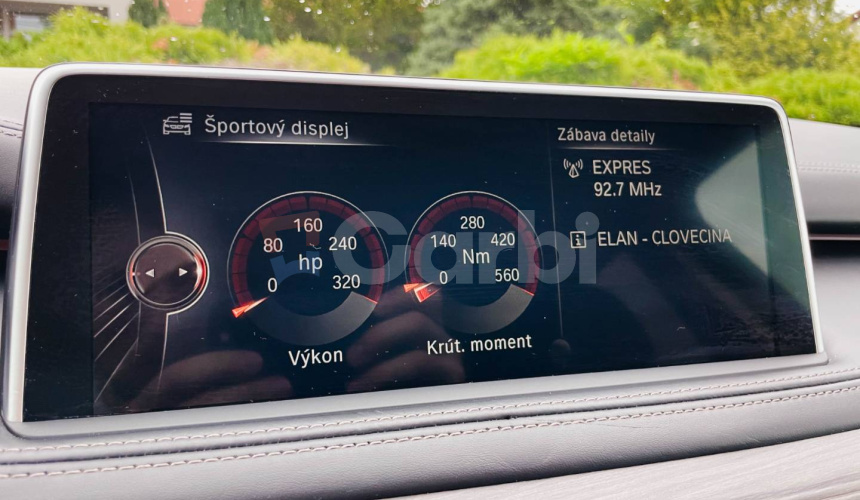 Športový displej
Zábava detaily
EXPRES
92.7 MHz
ELAN - CLOVECINA
0
80
160
240
320
hp
Výkon
0
140
280
420
560
Nm
Krút. moment
Garbi